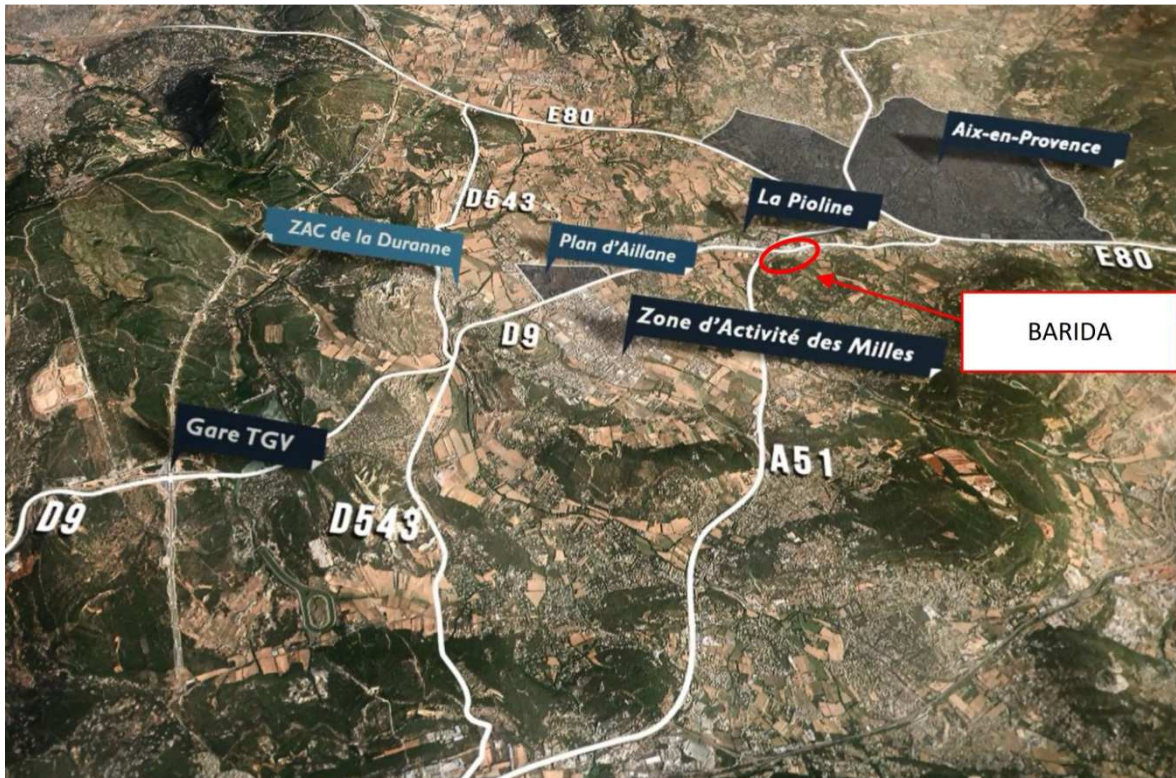 E80
Aix-en-Provence
D543
La Pioline
ZAC de la Duranne
Plan d'Aillane
E80
D9
Zone d'Activité des Milles
BARIDA
Gare TGV
A51
D9
D543